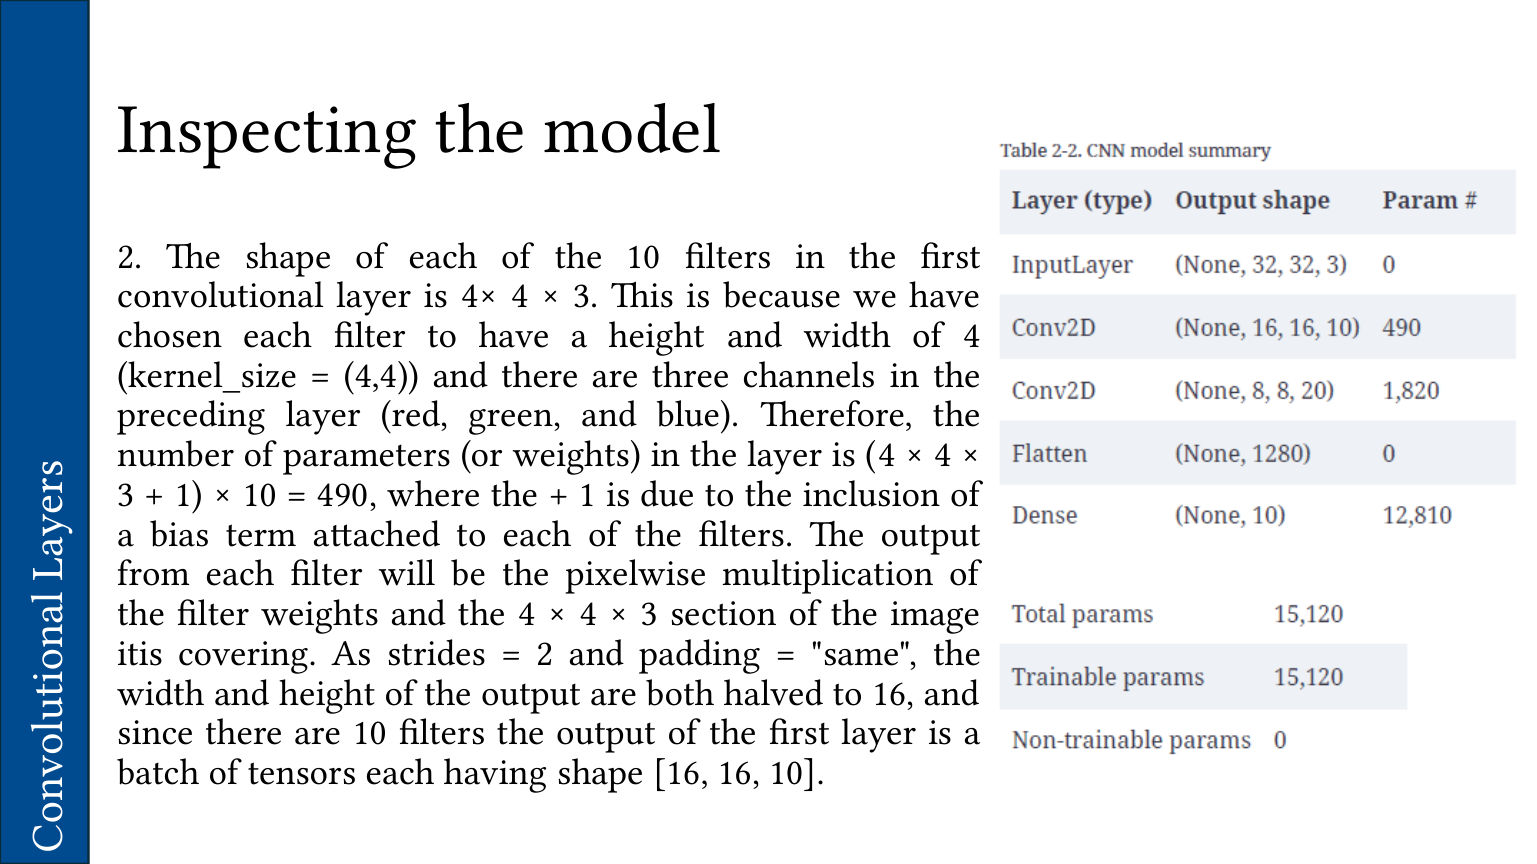 Convolutional Layers
Inspecting the model
2. The shape of each of the 10 filters in the first
convolutional layer is 4× 4 × 3. This is because we have
chosen each filter to have a height and width of 4
(kernel_size = (4,4)) and there are three channels in the
preceding layer (red, green, and blue). Therefore, the
number of parameters (or weights) in the layer is (4 × 4 ×
3 + 1) × 10 = 490, where the + 1 is due to the inclusion of
a bias term attached to each of the filters. The output
from each filter will be the pixelwise multiplication of
the filter weights and the 4 × 4 × 3 section of the image
itis covering. As strides = 2 and padding = "same", the
width and height of the output are both halved to 16, and
since there are 10 filters the output of the first layer is a
batch of tensors each having shape [16, 16, 10].
Table 2-2. CNN model summary
Layer (type) Output shape Param #
InputLayer (None, 32, 32, 3) 0
Conv2D (None, 16, 16, 10) 490
Conv2D (None, 8, 8, 20) 1,820
Flatten (None, 1280) 0
Dense (None, 10) 12,810
Total params 15,120
Trainable params 15,120
Non-trainable params 0